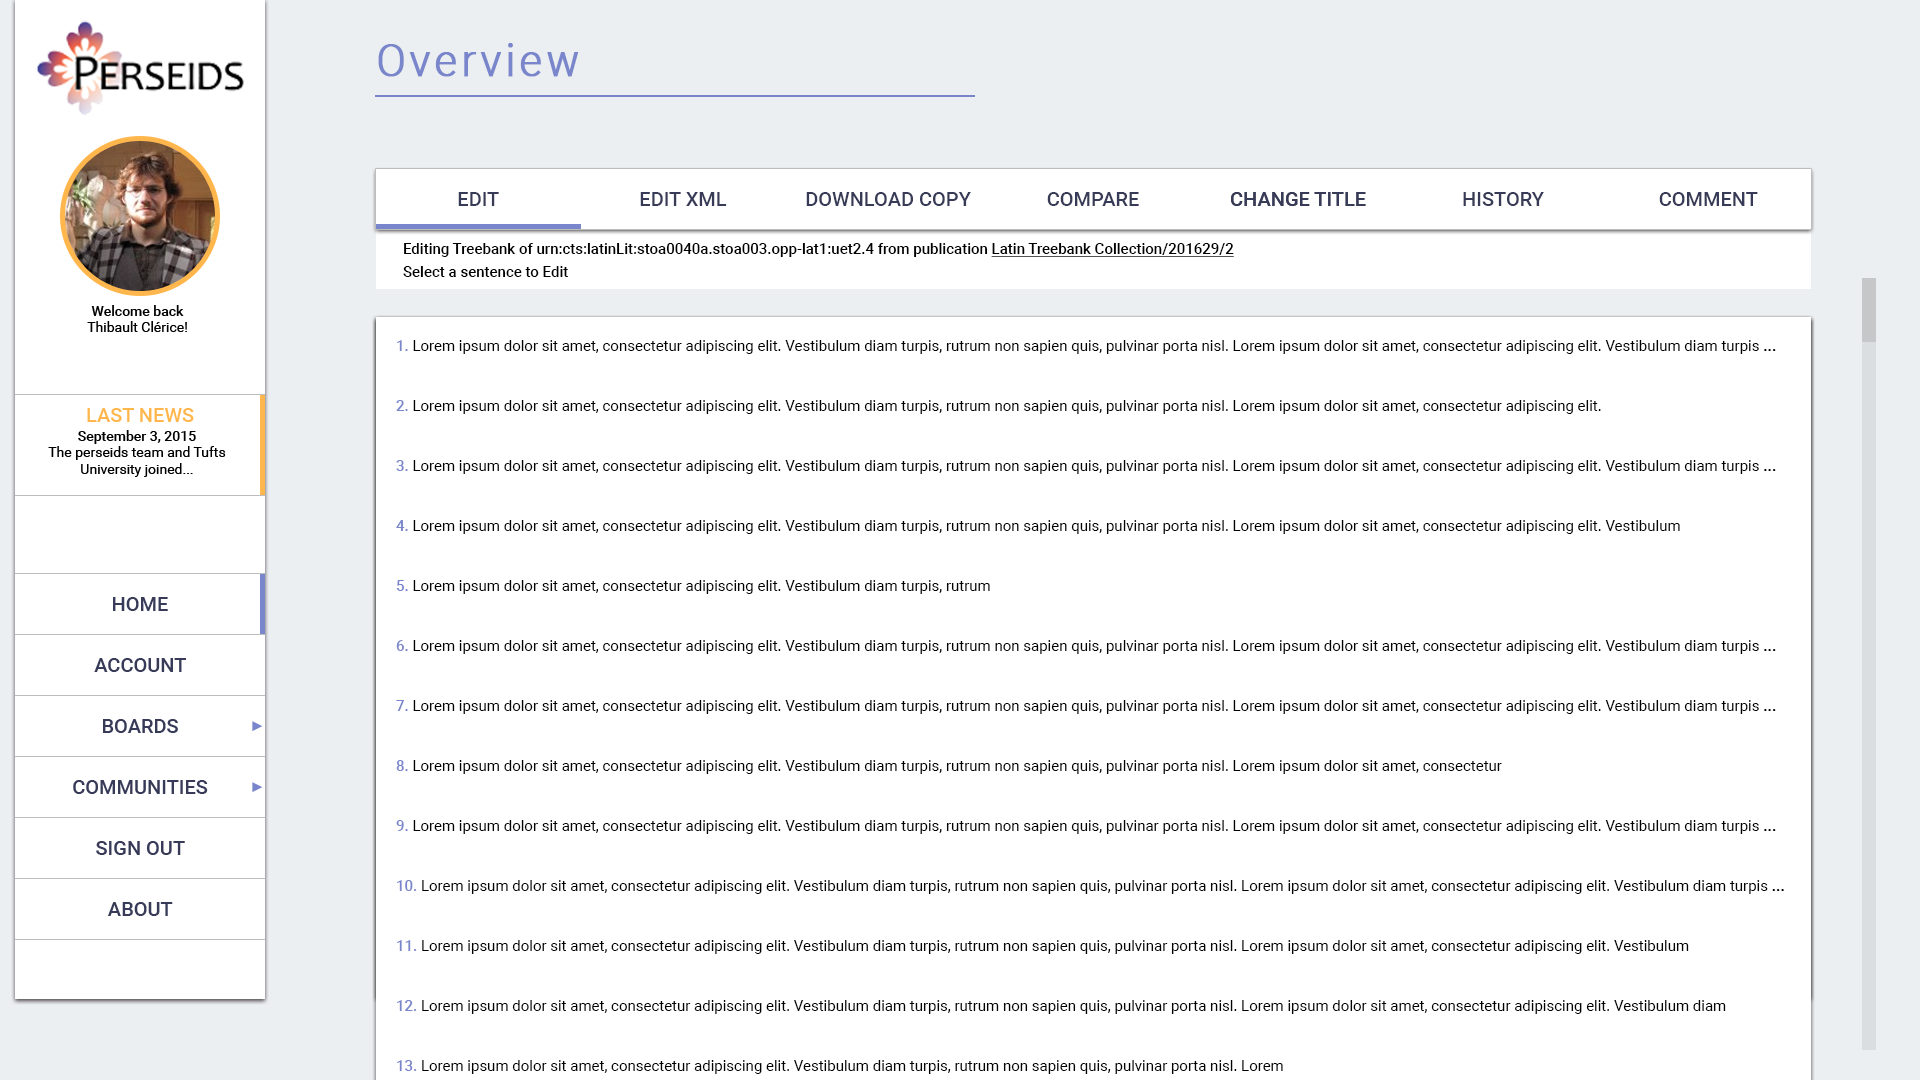 PERSEIDS
Welcome back
Thibault Clérice!
LAST NEWS
September 3, 2015
The perseids team and Tufts
University joined...
HOME
ACCOUNT
BOARDS
COMMUNITIES
SIGN OUT
ABOUT
Overview
EDIT EDIT XML DOWNLOAD COPY COMPARE CHANGE TITLE HISTORY COMMENT
Editing Treebank of urn:cts:latinLit:stoa0040a.stoa003.opp-lat1:uet2.4 from publication Latin Treebank Collection/201629/2
Select a sentence to Edit
1. Lorem ipsum dolor sit amet, consectetur adipiscing elit. Vestibulum diam turpis, rutrum non sapien quis, pulvinar porta nisl. Lorem ipsum dolor sit amet, consectetur adipiscing elit. Vestibulum diam turpis ...
2. Lorem ipsum dolor sit amet, consectetur adipiscing elit. Vestibulum diam turpis, rutrum non sapien quis, pulvinar porta nisl. Lorem ipsum dolor sit amet, consectetur adipiscing elit.
3. Lorem ipsum dolor sit amet, consectetur adipiscing elit. Vestibulum diam turpis, rutrum non sapien quis, pulvinar porta nisl. Lorem ipsum dolor sit amet, consectetur adipiscing elit. Vestibulum diam turpis ...
4. Lorem ipsum dolor sit amet, consectetur adipiscing elit. Vestibulum diam turpis, rutrum non sapien quis, pulvinar porta nisl. Lorem ipsum dolor sit amet, consectetur adipiscing elit. Vestibulum
5. Lorem ipsum dolor sit amet, consectetur adipiscing elit. Vestibulum diam turpis, rutrum
6. Lorem ipsum dolor sit amet, consectetur adipiscing elit. Vestibulum diam turpis, rutrum non sapien quis, pulvinar porta nisl. Lorem ipsum dolor sit amet, consectetur adipiscing elit. Vestibulum diam turpis ...
7. Lorem ipsum dolor sit amet, consectetur adipiscing elit. Vestibulum diam turpis, rutrum non sapien quis, pulvinar porta nisl. Lorem ipsum dolor sit amet, consectetur adipiscing elit. Vestibulum diam turpis ...
8. Lorem ipsum dolor sit amet, consectetur adipiscing elit. Vestibulum diam turpis, rutrum non sapien quis, pulvinar porta nisl. Lorem ipsum dolor sit amet, consectetur
9. Lorem ipsum dolor sit amet, consectetur adipiscing elit. Vestibulum diam turpis, rutrum non sapien quis, pulvinar porta nisl. Lorem ipsum dolor sit amet, consectetur adipiscing elit. Vestibulum diam turpis ...
10. Lorem ipsum dolor sit amet, consectetur adipiscing elit. Vestibulum diam turpis, rutrum non sapien quis, pulvinar porta nisl. Lorem ipsum dolor sit amet, consectetur adipiscing elit. Vestibulum diam turpis ...
11. Lorem ipsum dolor sit amet, consectetur adipiscing elit. Vestibulum diam turpis, rutrum non sapien quis, pulvinar porta nisl. Lorem ipsum dolor sit amet, consectetur adipiscing elit. Vestibulum
12. Lorem ipsum dolor sit amet, consectetur adipiscing elit. Vestibulum diam turpis, rutrum non sapien quis, pulvinar porta nisl. Lorem ipsum dolor sit amet, consectetur adipiscing elit. Vestibulum diam
13. Lorem ipsum dolor sit amet, consectetur adipiscing elit. Vestibulum diam turpis, rutrum non sapien quis, pulvinar porta nisl. Lorem